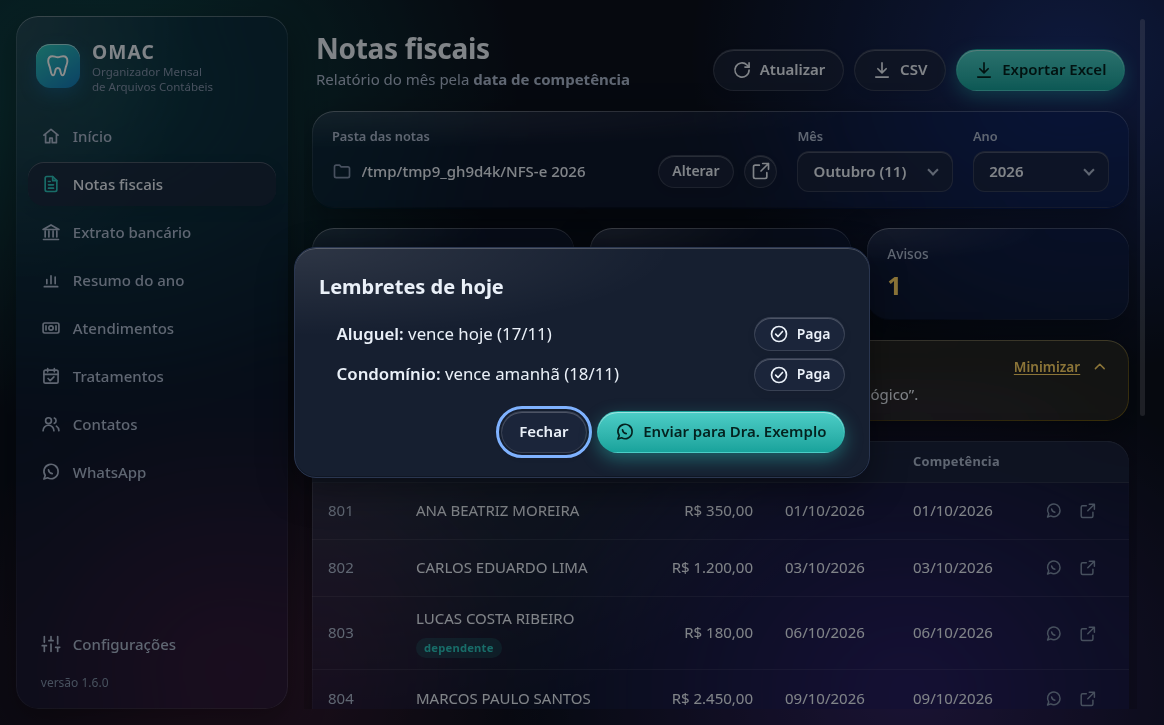 OMAC
Organizador Mensal
de Arquivos Contábeis
Início
Notas fiscais
Extrato bancário
Resumo do ano
Atendimentos
Tratamentos
Contatos
WhatsApp
Configurações
versão 1.6.0
Notas fiscais
Relatório do mês pela data de competência
Atualizar
CSV
Exportar Excel
Pasta das notas
/tmp/tmp9_gh9d4k/NFS-e 2026
Alterar
Mês
Outubro (11)
Ano
2026
Avisos
1
Minimizar
ógico”.
Lembretes de hoje
Aluguel: vence hoje (17/11)
Paga
Condomínio: vence amanhã (18/11)
Paga
Fechar
Enviar para Dra. Exemplo
Competência
801 ANA BEATRIZ MOREIRA R$ 350,00 01/10/2026 01/10/2026
802 CARLOS EDUARDO LIMA R$ 1.200,00 03/10/2026 03/10/2026
803 LUCAS COSTA RIBEIRO R$ 180,00 06/10/2026 06/10/2026
dependente
804 MARCOS PAULO SANTOS R$ 2.450,00 09/10/2026 09/10/2026